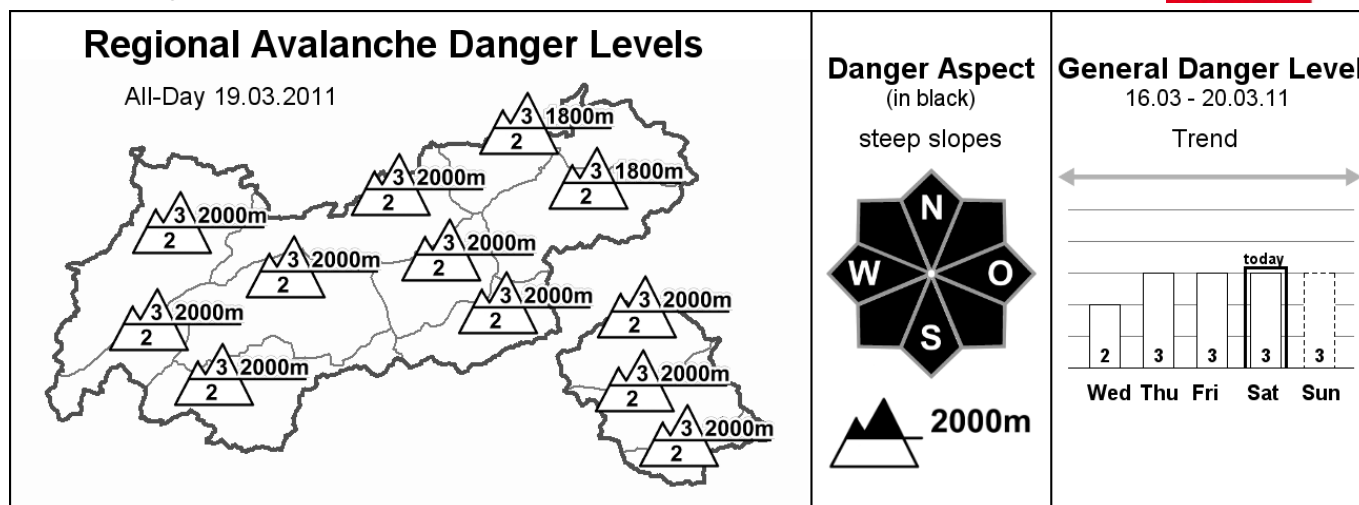 Regional Avalanche Danger Levels
All-Day 19.03.2011
3 1800m
2
3 1800m
2
3 2000m
2
3 2000m
2
3 2000m
2
3 2000m
2
3 2000m
2
3 2000m
2
3 2000m
2
3 2000m
2
3 2000m
2
3 2000m
2
Danger Aspect
(in black)
steep slopes
N
W O
S
2000m
General Danger Level
16.03 - 20.03.11
Trend
today
2 3 3 3 3
Wed Thu Fri Sat Sun